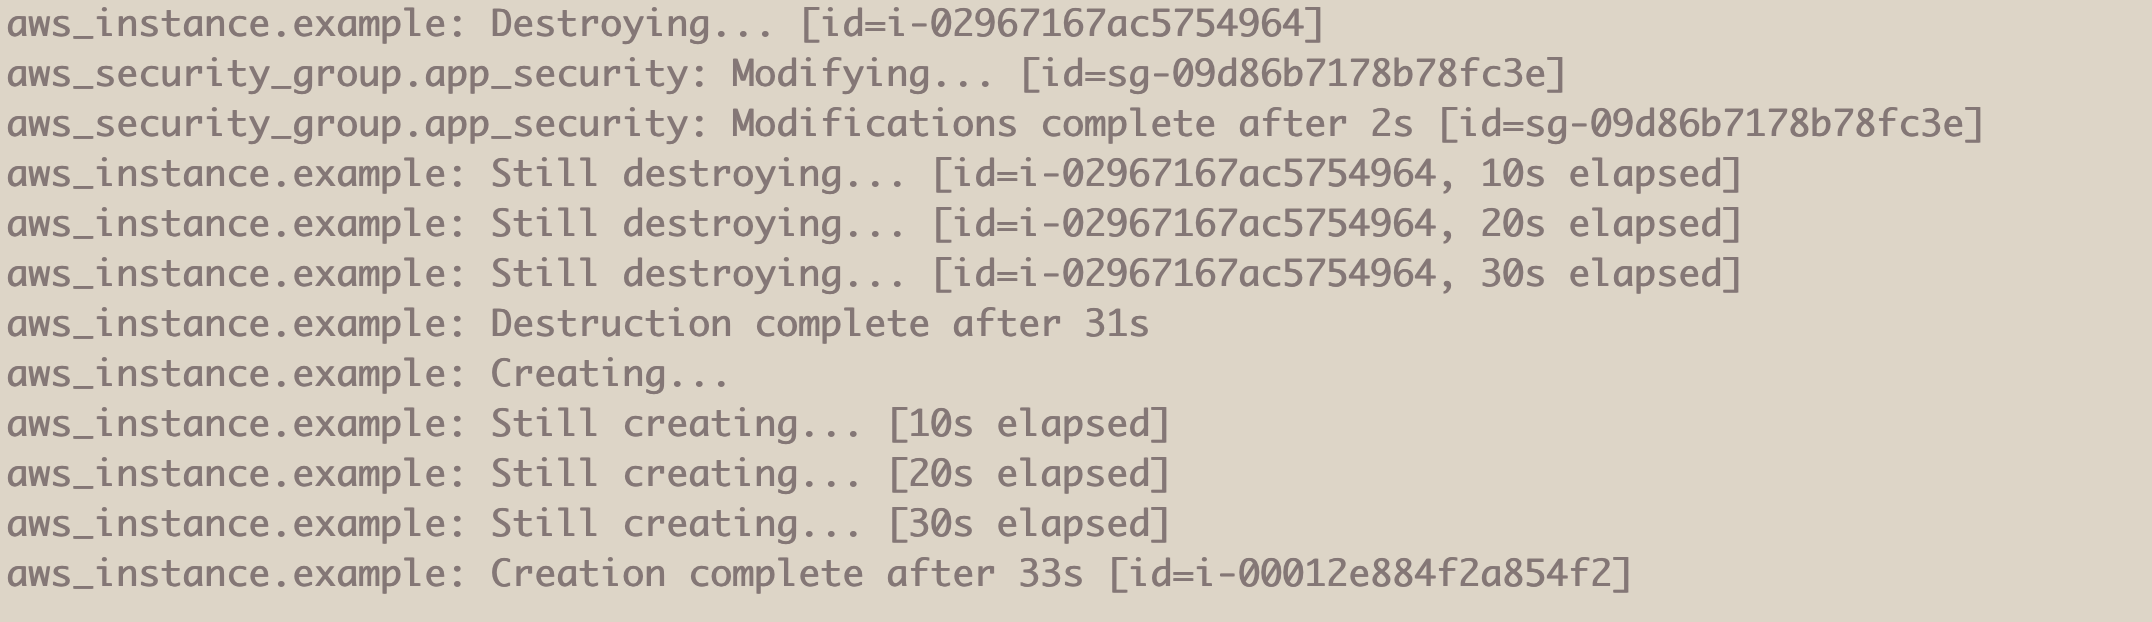 aws_instance.example: Destroying... [id=i-02967167ac5754964]
aws_security_group.app_security: Modifying... [id=sg-09d86b7178b78fc3e]
aws_security_group.app_security: Modifications complete after 2s [id=sg-09d86b7178b78fc3e]
aws_instance.example: Still destroying... [id=i-02967167ac5754964, 10s elapsed]
aws_instance.example: Still destroying... [id=i-02967167ac5754964, 20s elapsed]
aws_instance.example: Still destroying... [id=i-02967167ac5754964, 30s elapsed]
aws_instance.example: Destruction complete after 31s
aws_instance.example: Creating...
aws_instance.example: Still creating... [10s elapsed]
aws_instance.example: Still creating... [20s elapsed]
aws_instance.example: Still creating... [30s elapsed]
aws_instance.example: Creation complete after 33s [id=i-00012e884f2a854f2]